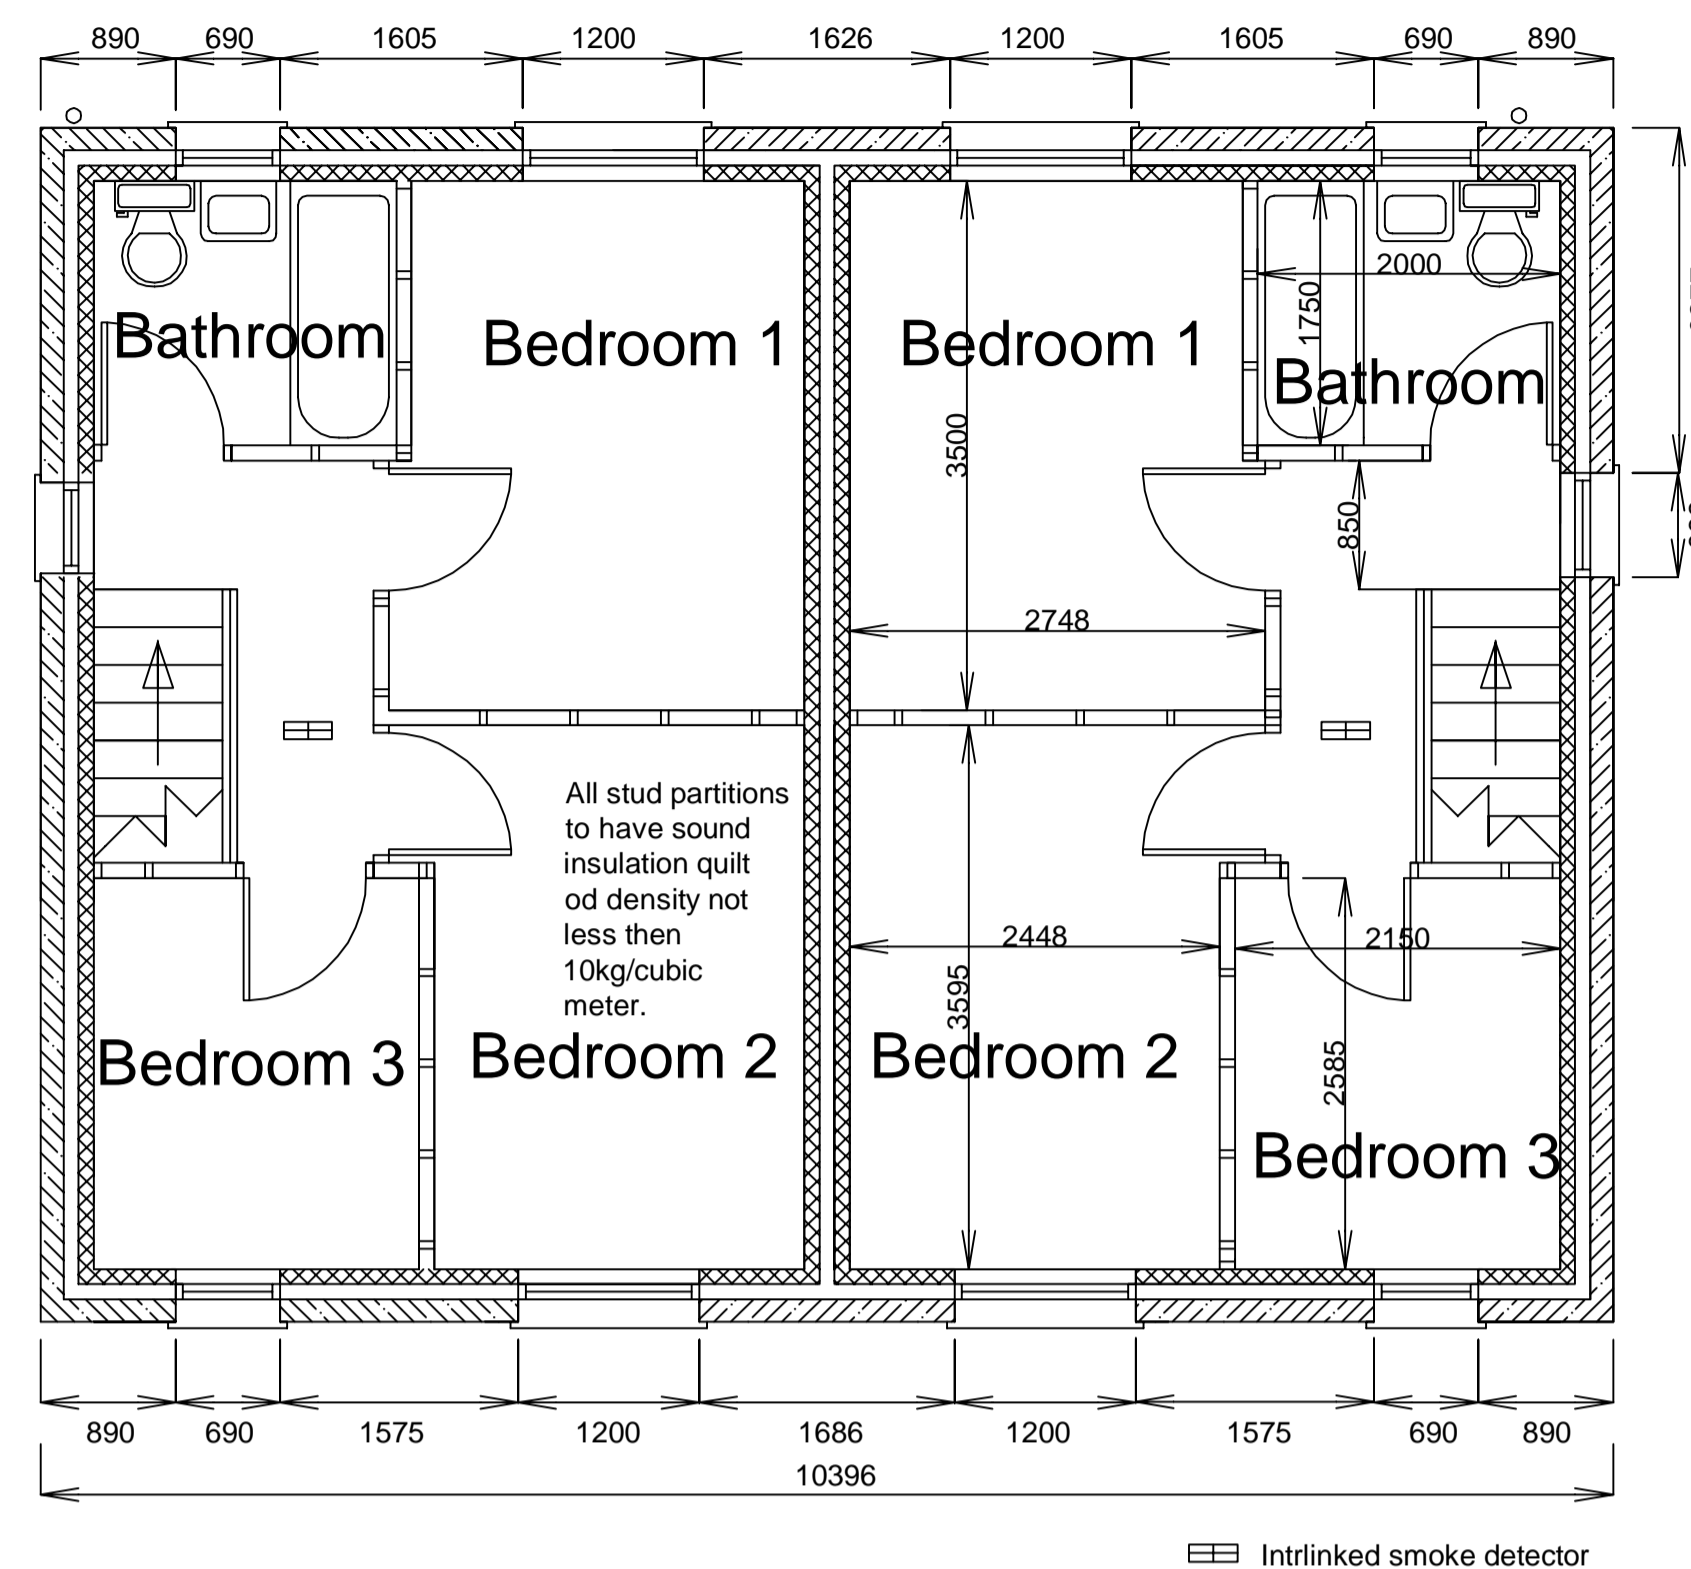 890 690 1605 1200 1626 1200 1605 690 890
2000
1750
Bathroom Bedroom 1 Bedroom 1 Bathroom
3500
850
2748
All stud partitions
to have sound
insulation quilt
od density not
less then
10kg/cubic
meter.
2448 2150
3595
Bedroom 3 Bedroom 2 Bedroom 2
2585
Bedroom 3
890 690 1575 1200 1686 1200 1575 690 890
10396
Intrlinked smoke detector